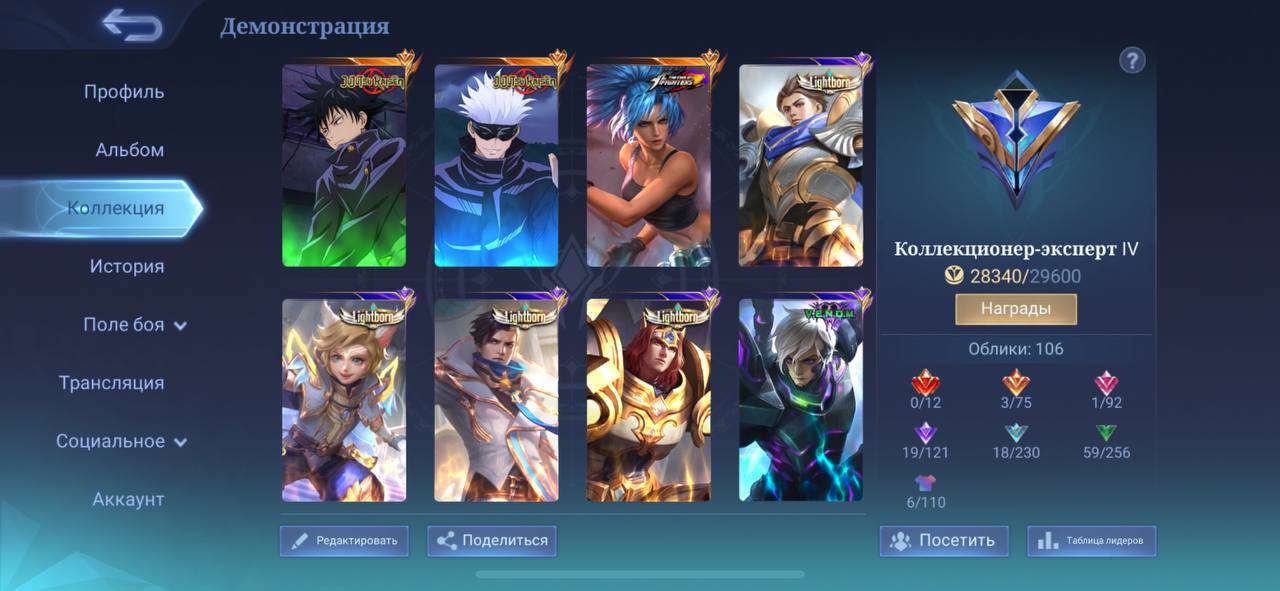 Демонстрация
Профиль
Альбом
Коллекция
История
Поле боя
Трансляция
Социальное
Аккаунт
JUJUTSU KAISEN
JUJUTSU KAISEN
THE KING OF FIGHTERS
Lightborn
Lightborn
Lightborn
Lightborn
V.E.N.O.M.
Редактировать
Поделиться
?
Коллекционер-эксперт IV
28340/29600
Награды
Облики: 106
0/12
3/75
1/92
19/121
18/230
59/256
6/110
Посетить
Таблица лидеров